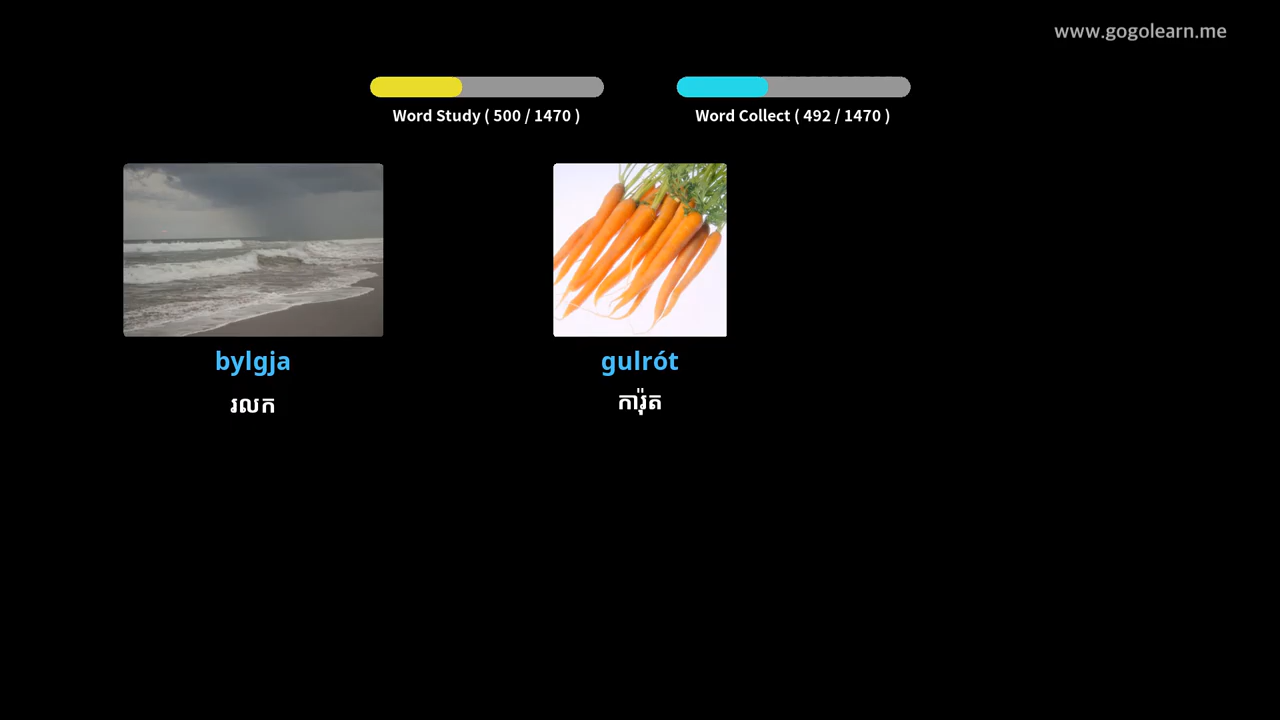 www.gogolearn.me
Word Study ( 500 / 1470 )
Word Collect ( 492 / 1470 )
bylgja
រលក
gulrót
ការ៉ុត